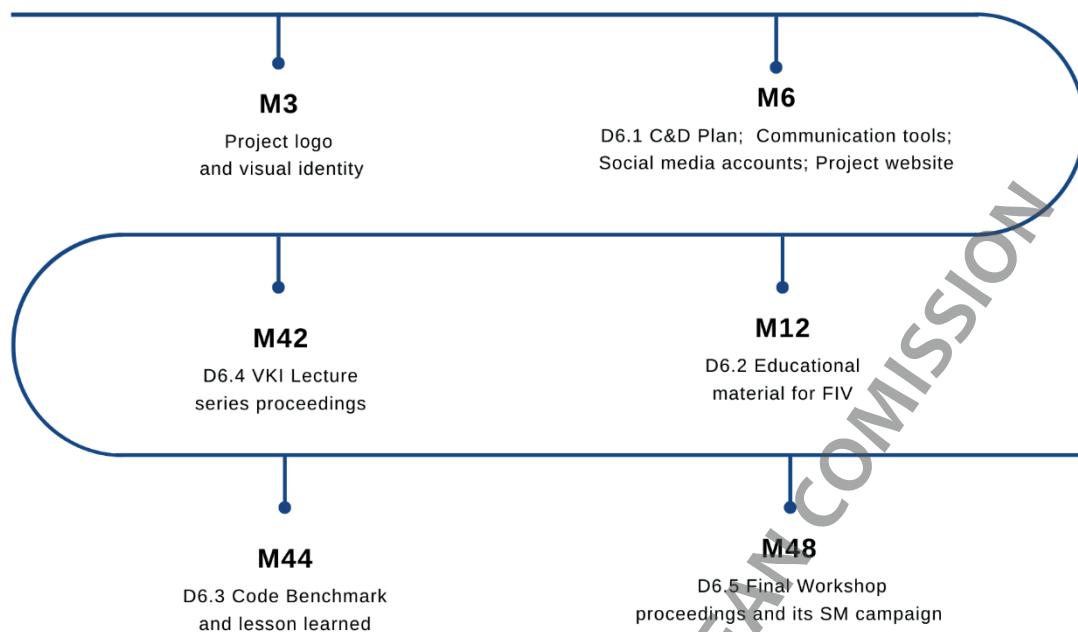 M3
Project logo
and visual identity
M6
D6.1 C&D Plan;  Communication tools;
Social media accounts; Project website
M42
D6.4 VKI Lecture
series proceedings
M12
D6.2 Educational
material for FIV
M44
D6.3 Code Benchmark
and lesson learned
M48
D6.5 Final Workshop
proceedings and its SM campaign
COMISSION